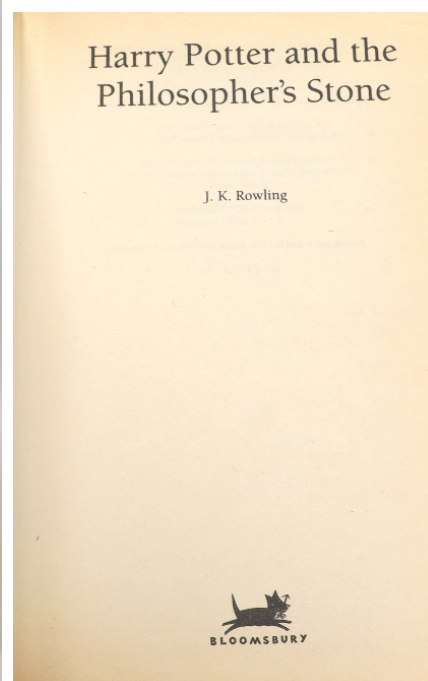 Harry Potter and the
Philosopher's Stone
J. K. Rowling
BLOOMSBURY